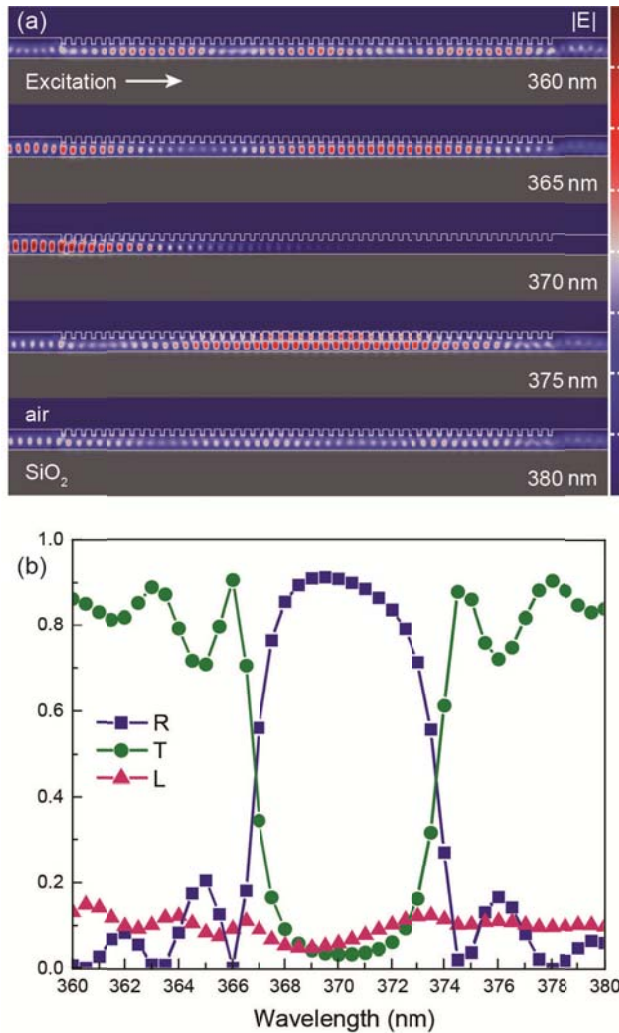 (a)
|E|
Excitation
360 nm
365 nm
370 nm
375 nm
air
SiO₂
380 nm
(b)
1.0
0.8
0.6
0.4
0.2
0.0
R
T
L
360 362 364 366 368 370 372 374 376 378 380
Wavelength (nm)